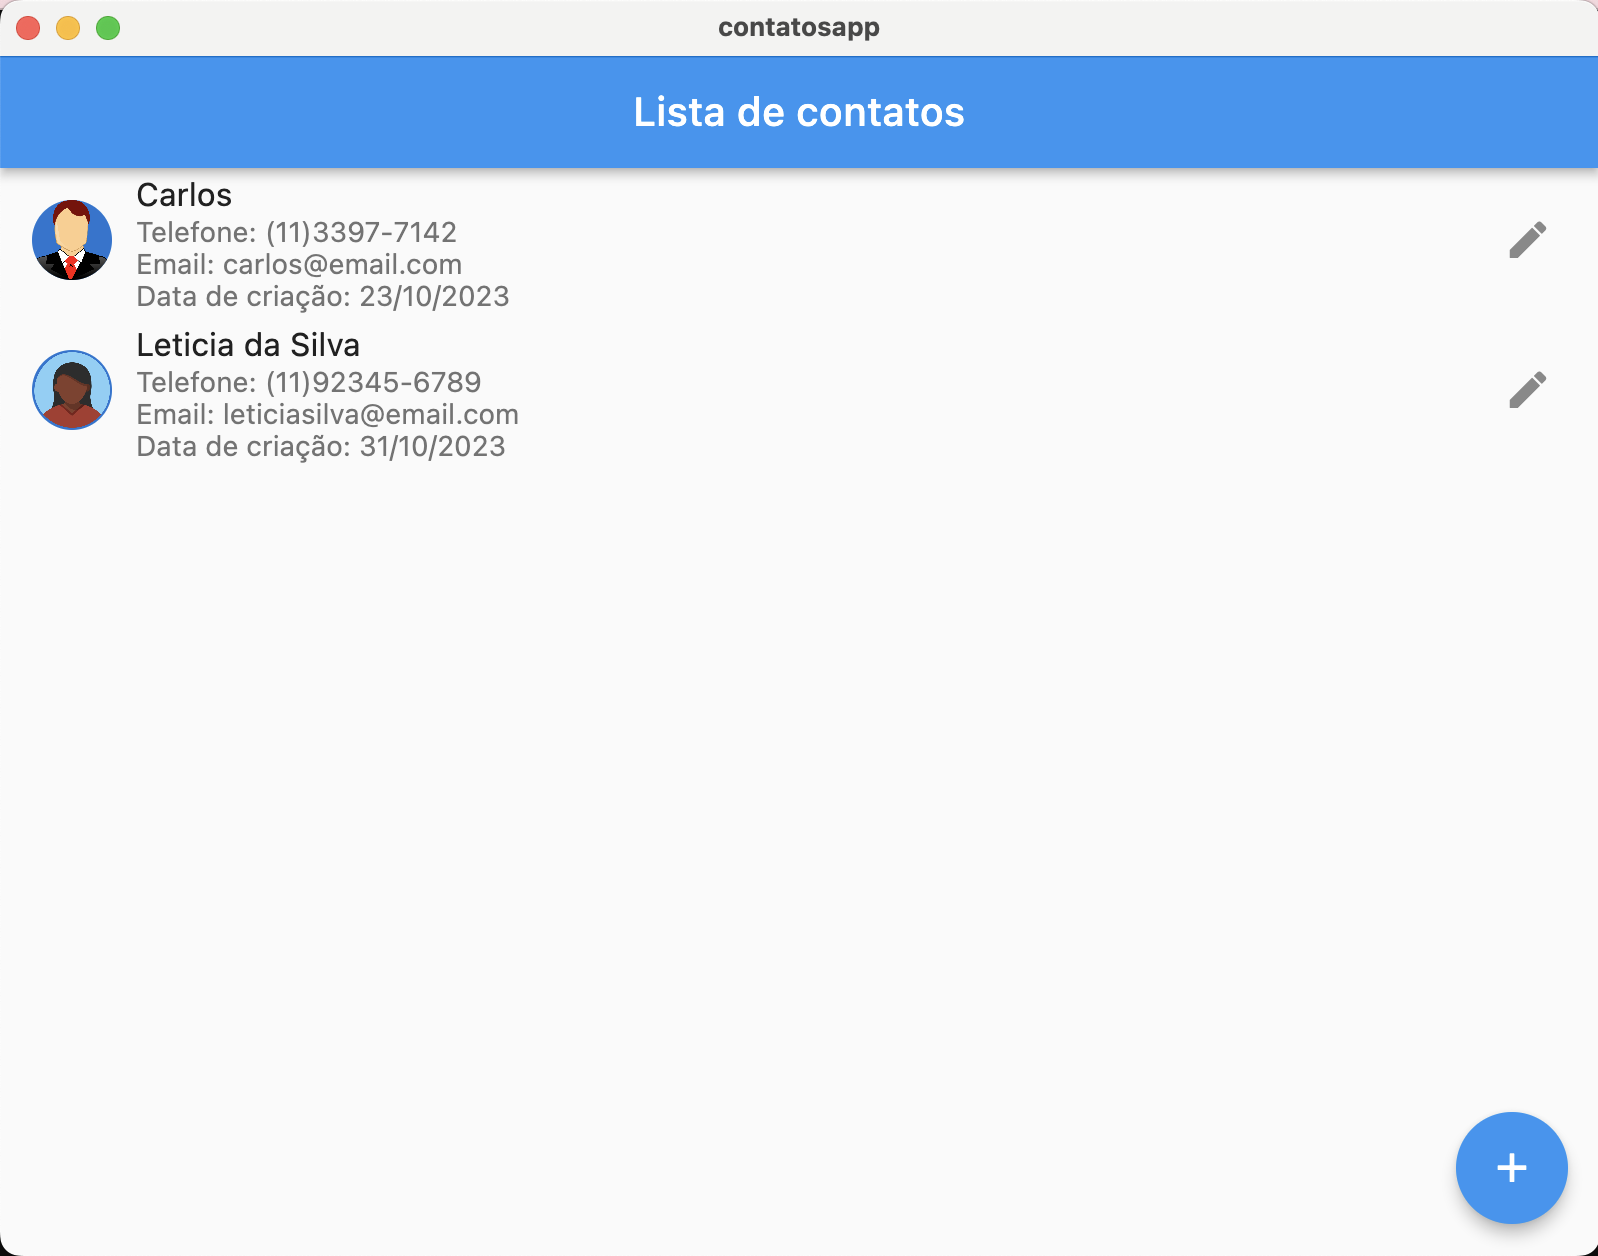 contatosapp
Lista de contatos
Carlos
Telefone: (11)3397-7142
Email: carlos@email.com
Data de criação: 23/10/2023
Leticia da Silva
Telefone: (11)92345-6789
Email: leticiasilva@email.com
Data de criação: 31/10/2023
+